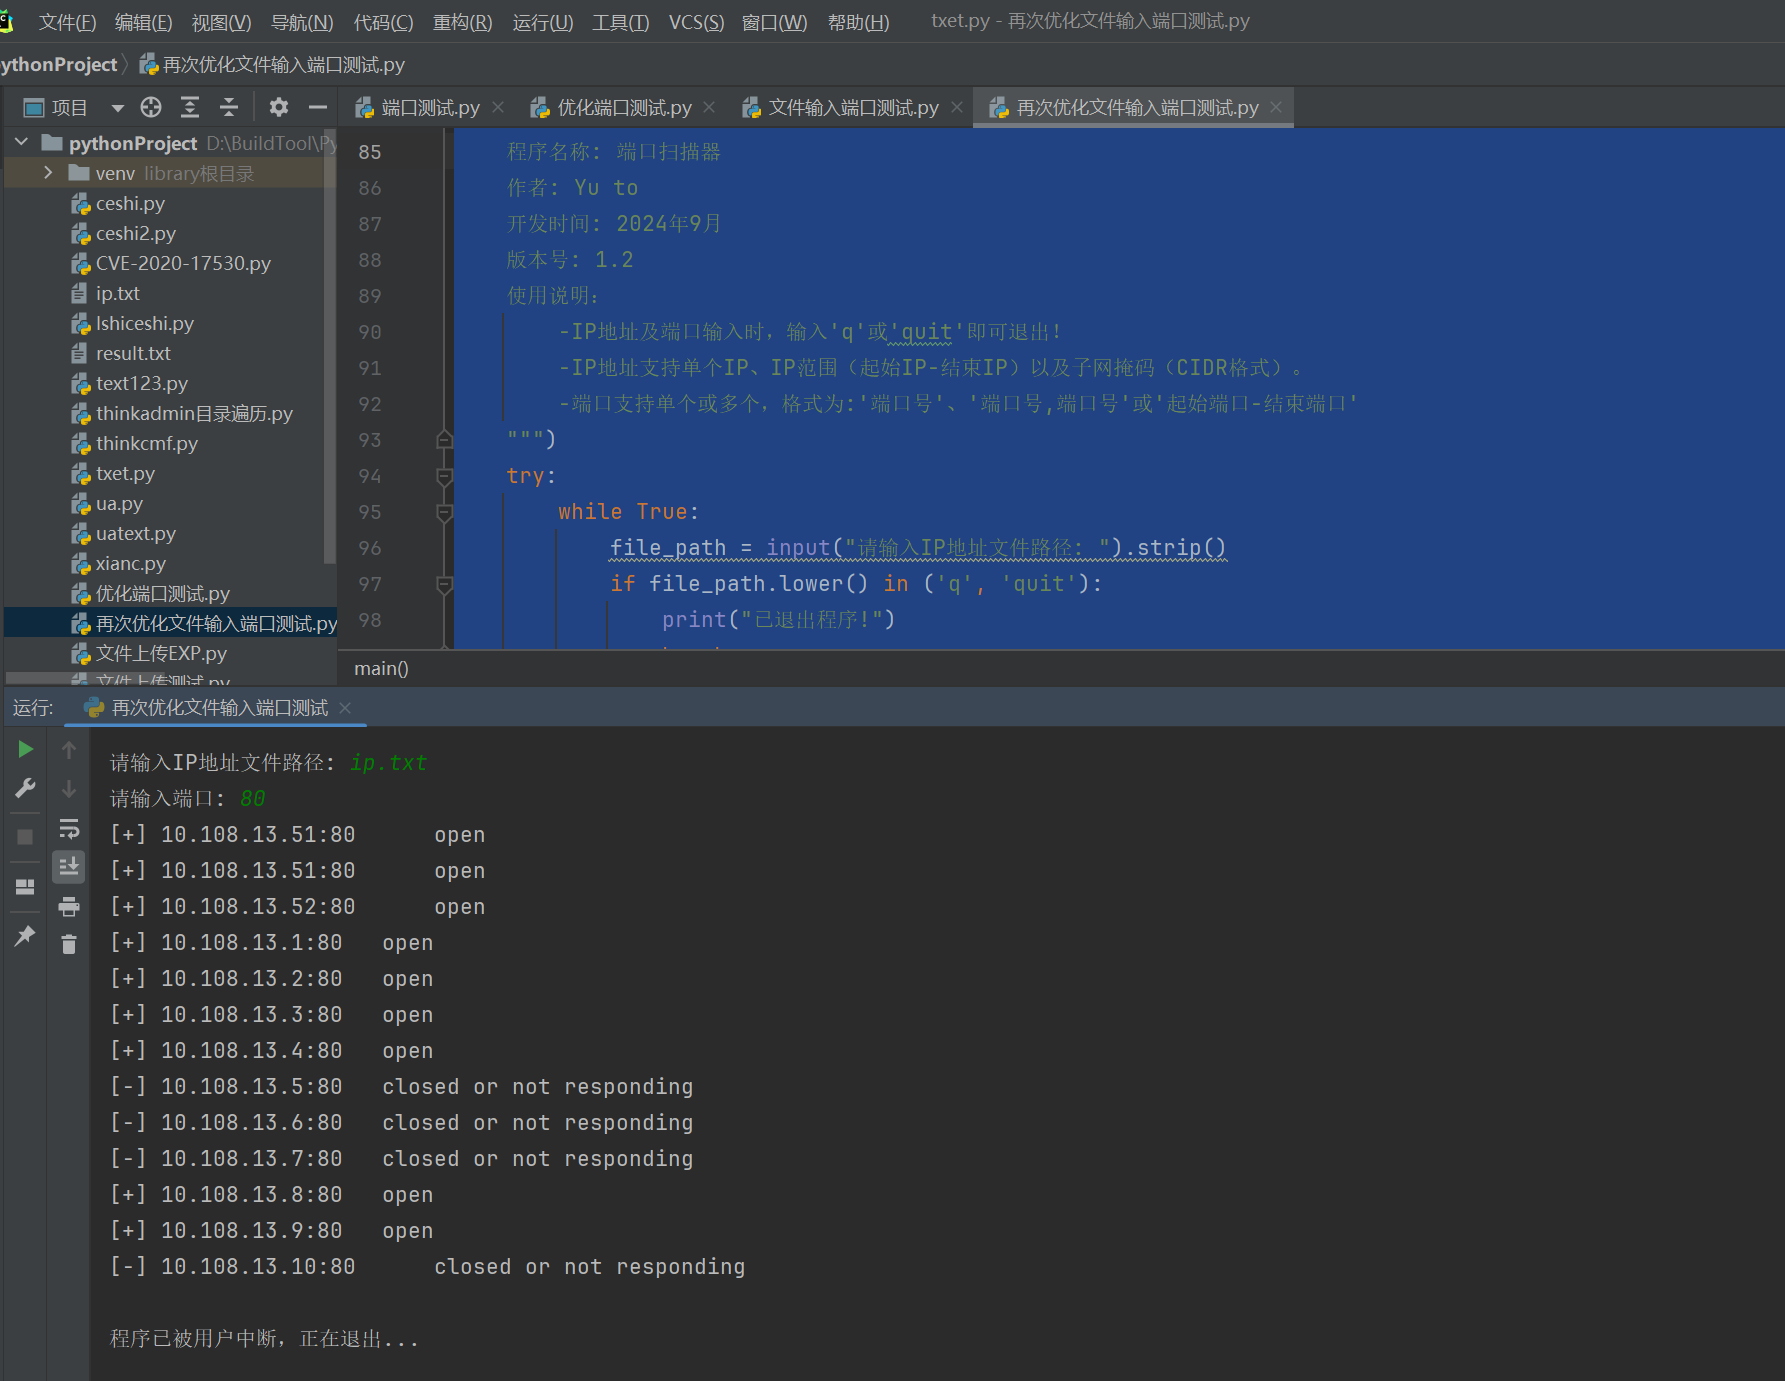 文件(F) 编辑(E) 视图(V) 导航(N) 代码(C) 重构(R) 运行(U) 工具(T) VCS(S) 窗口(W) 帮助(H) txet.py - 再次优化文件输入端口测试.py
ythonProject 再次优化文件输入端口测试.py
项目
端口测试.py 优化端口测试.py 文件输入端口测试.py 再次优化文件输入端口测试.py
pythonProject D:\BuildTool\Py
venv library根目录
ceshi.py
ceshi2.py
CVE-2020-17530.py
ip.txt
lshiceshi.py
result.txt
text123.py
thinkadmin目录遍历.py
thinkcmf.py
txet.py
ua.py
uatext.py
xianc.py
优化端口测试.py
再次优化文件输入端口测试.py
文件上传EXP.py
文件上传测试.py
85 程序名称: 端口扫描器
86 作者: Yu to
87 开发时间: 2024年9月
88 版本号: 1.2
89 使用说明:
90 -IP地址及端口输入时，输入'q'或'quit'即可退出!
91 -IP地址支持单个IP、IP范围（起始IP-结束IP）以及子网掩码（CIDR格式）。
92 -端口支持单个或多个，格式为:'端口号'、'端口号,端口号'或'起始端口-结束端口'
93 """)
94 try:
95 while True:
96 file_path = input("请输入IP地址文件路径: ").strip()
97 if file_path.lower() in ('q', 'quit'):
98 print("已退出程序!")
main()
运行: 再次优化文件输入端口测试
请输入IP地址文件路径: ip.txt
请输入端口: 80
[+] 10.108.13.51:80 open
[+] 10.108.13.51:80 open
[+] 10.108.13.52:80 open
[+] 10.108.13.1:80 open
[+] 10.108.13.2:80 open
[+] 10.108.13.3:80 open
[+] 10.108.13.4:80 open
[-] 10.108.13.5:80 closed or not responding
[-] 10.108.13.6:80 closed or not responding
[-] 10.108.13.7:80 closed or not responding
[+] 10.108.13.8:80 open
[+] 10.108.13.9:80 open
[-] 10.108.13.10:80 closed or not responding
程序已被用户中断，正在退出...